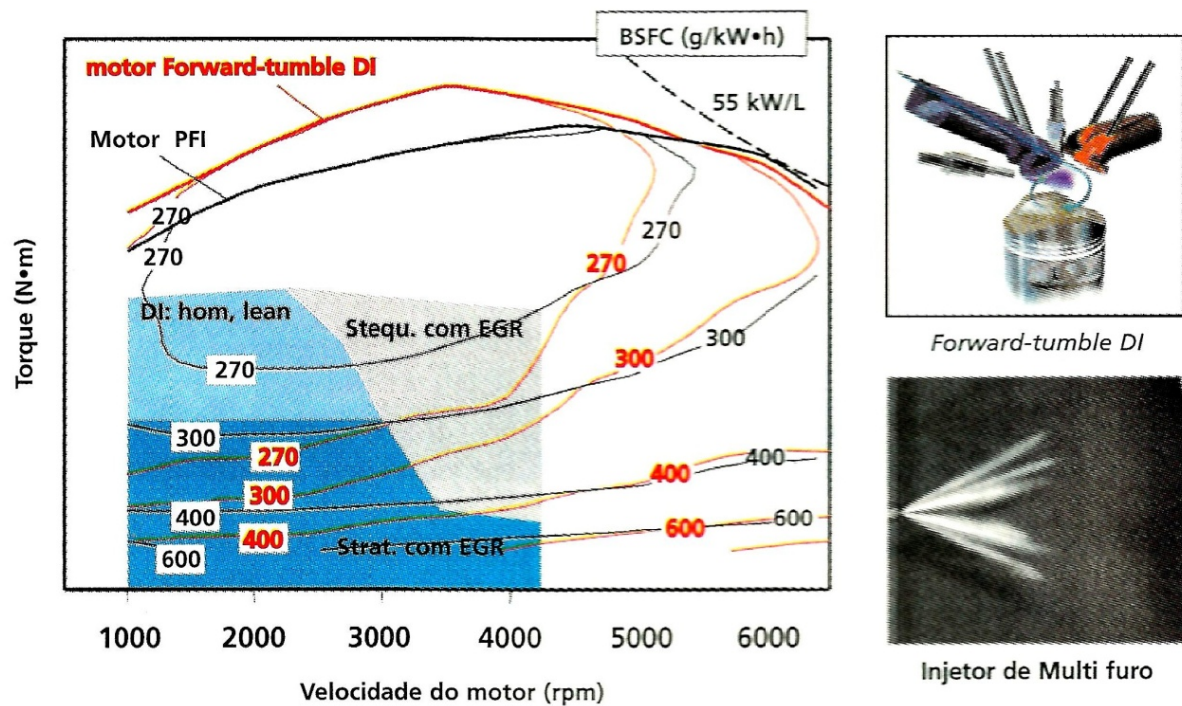 BSFC (g/kW•h)
motor Forward-tumble DI
55 kW/L
Motor PFI
270
270
270
270
DI: hom, lean
Stequ. com EGR
270
300
300
300
270
400
400
300
400
600
600
400
600
Strat. com EGR
Torque (N•m)
1000 2000 3000 4000 5000 6000
Velocidade do motor (rpm)
Forward-tumble DI
Injetor de Multi furo